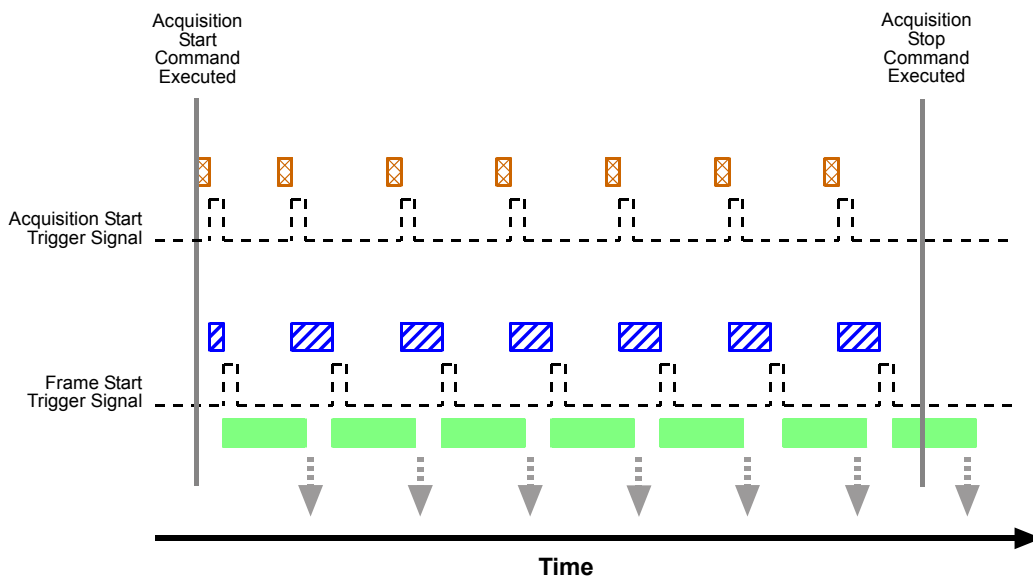 Acquisition
Start
Command
Executed
Acquisition
Stop
Command
Executed
Acquisition Start
Trigger Signal
Frame Start
Trigger Signal
Time